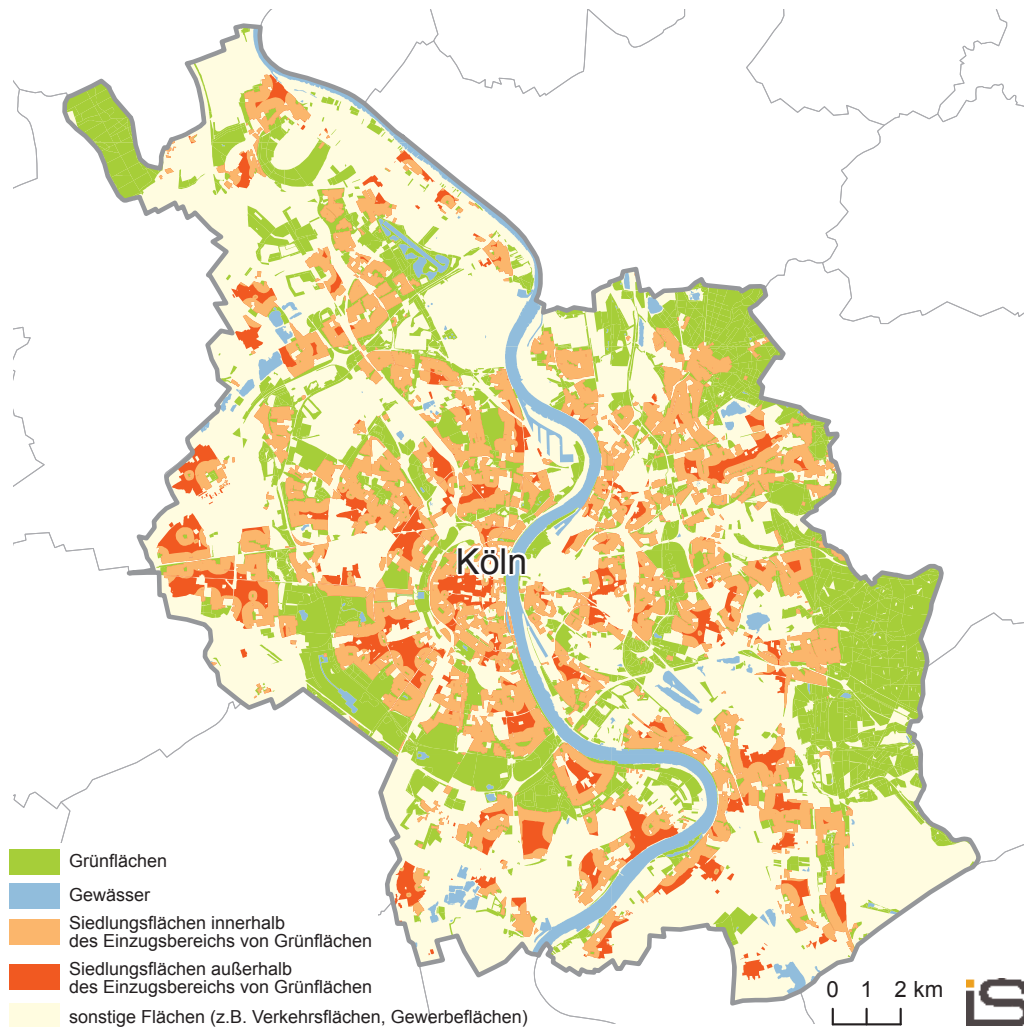 Köln
Grünflächen
Gewässer
Siedlungsflächen innerhalb
des Einzugsbereichs von Grünflächen
Siedlungsflächen außerhalb
des Einzugsbereichs von Grünflächen
sonstige Flächen (z.B. Verkehrsflächen, Gewerbeflächen)
0 1 2 km
is